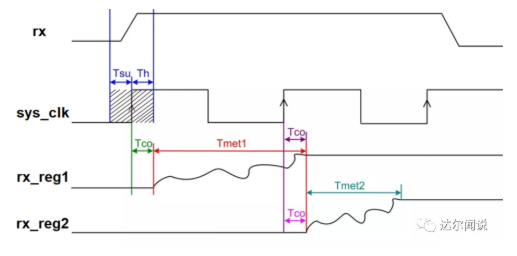 rx
Tsu Th
sys_clk
Tco Tmet1 Tco
rx_reg1
Tmet2
Tco
rx_reg2
达尔闻说